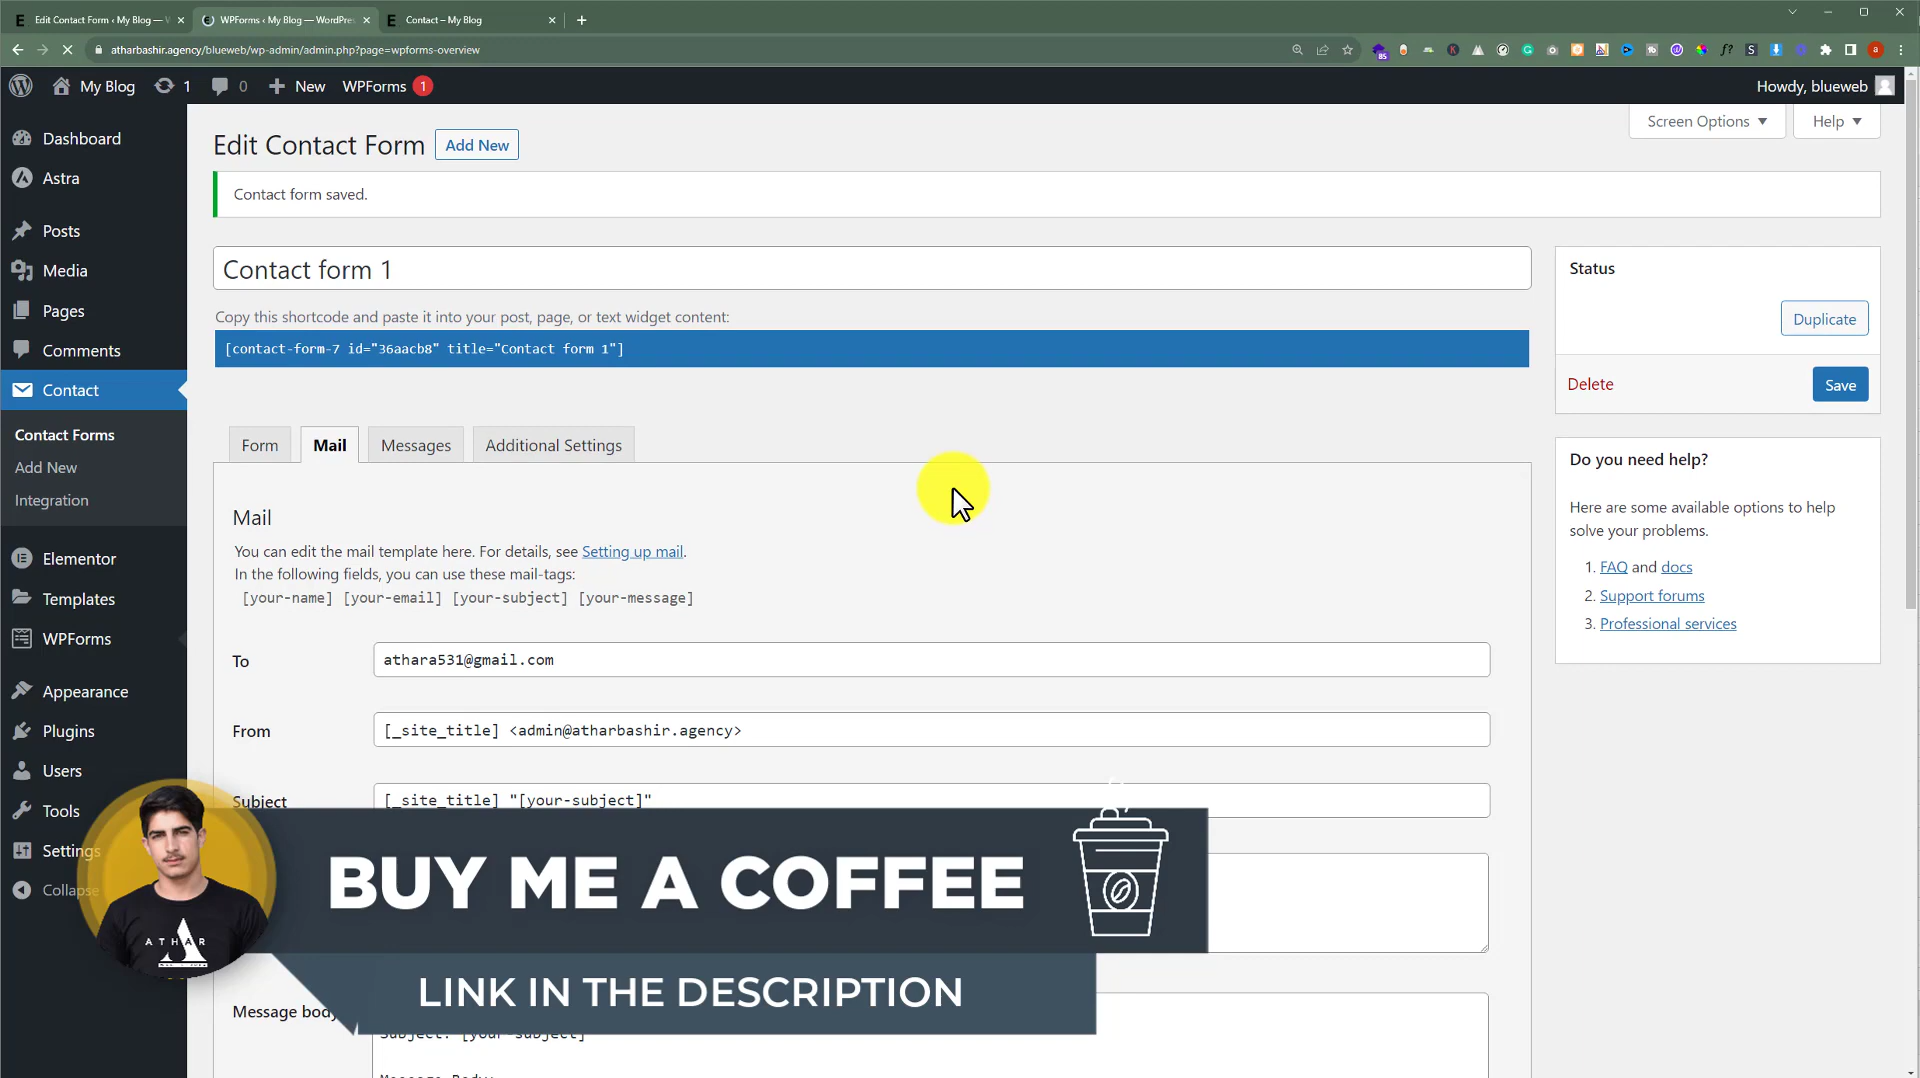 Edit Contact Form ‹ My Blog — W
WPForms ‹ My Blog — WordPres
Contact – My Blog
atharbashir.agency/blueweb/wp-admin/admin.php?page=wpforms-overview
My Blog
1
0
New
WPForms
1
Howdy, blueweb
Screen Options
Help
Dashboard
Astra
Posts
Media
Pages
Comments
Contact
Contact Forms
Add New
Integration
Elementor
Templates
WPForms
Appearance
Plugins
Users
Tools
Settings
Collapse
Edit Contact Form
Add New
Contact form saved.
Contact form 1
Copy this shortcode and paste it into your post, page, or text widget content:
[contact-form-7 id="36aacb8" title="Contact form 1"]
Form
Mail
Messages
Additional Settings
Mail
You can edit the mail template here. For details, see Setting up mail.
In the following fields, you can use these mail-tags:
[your-name] [your-email] [your-subject] [your-message]
To
athara531@gmail.com
From
[_site_title] <admin@atharbashir.agency>
Subject
[_site_title] "[your-subject]"
Message body
Subject: [your-subject]
Message Body:
Status
Duplicate
Delete
Save
Do you need help?
Here are some available options to help
solve your problems.
1. FAQ and docs
2. Support forums
3. Professional services
ATHAR
BUY ME A COFFEE
LINK IN THE DESCRIPTION